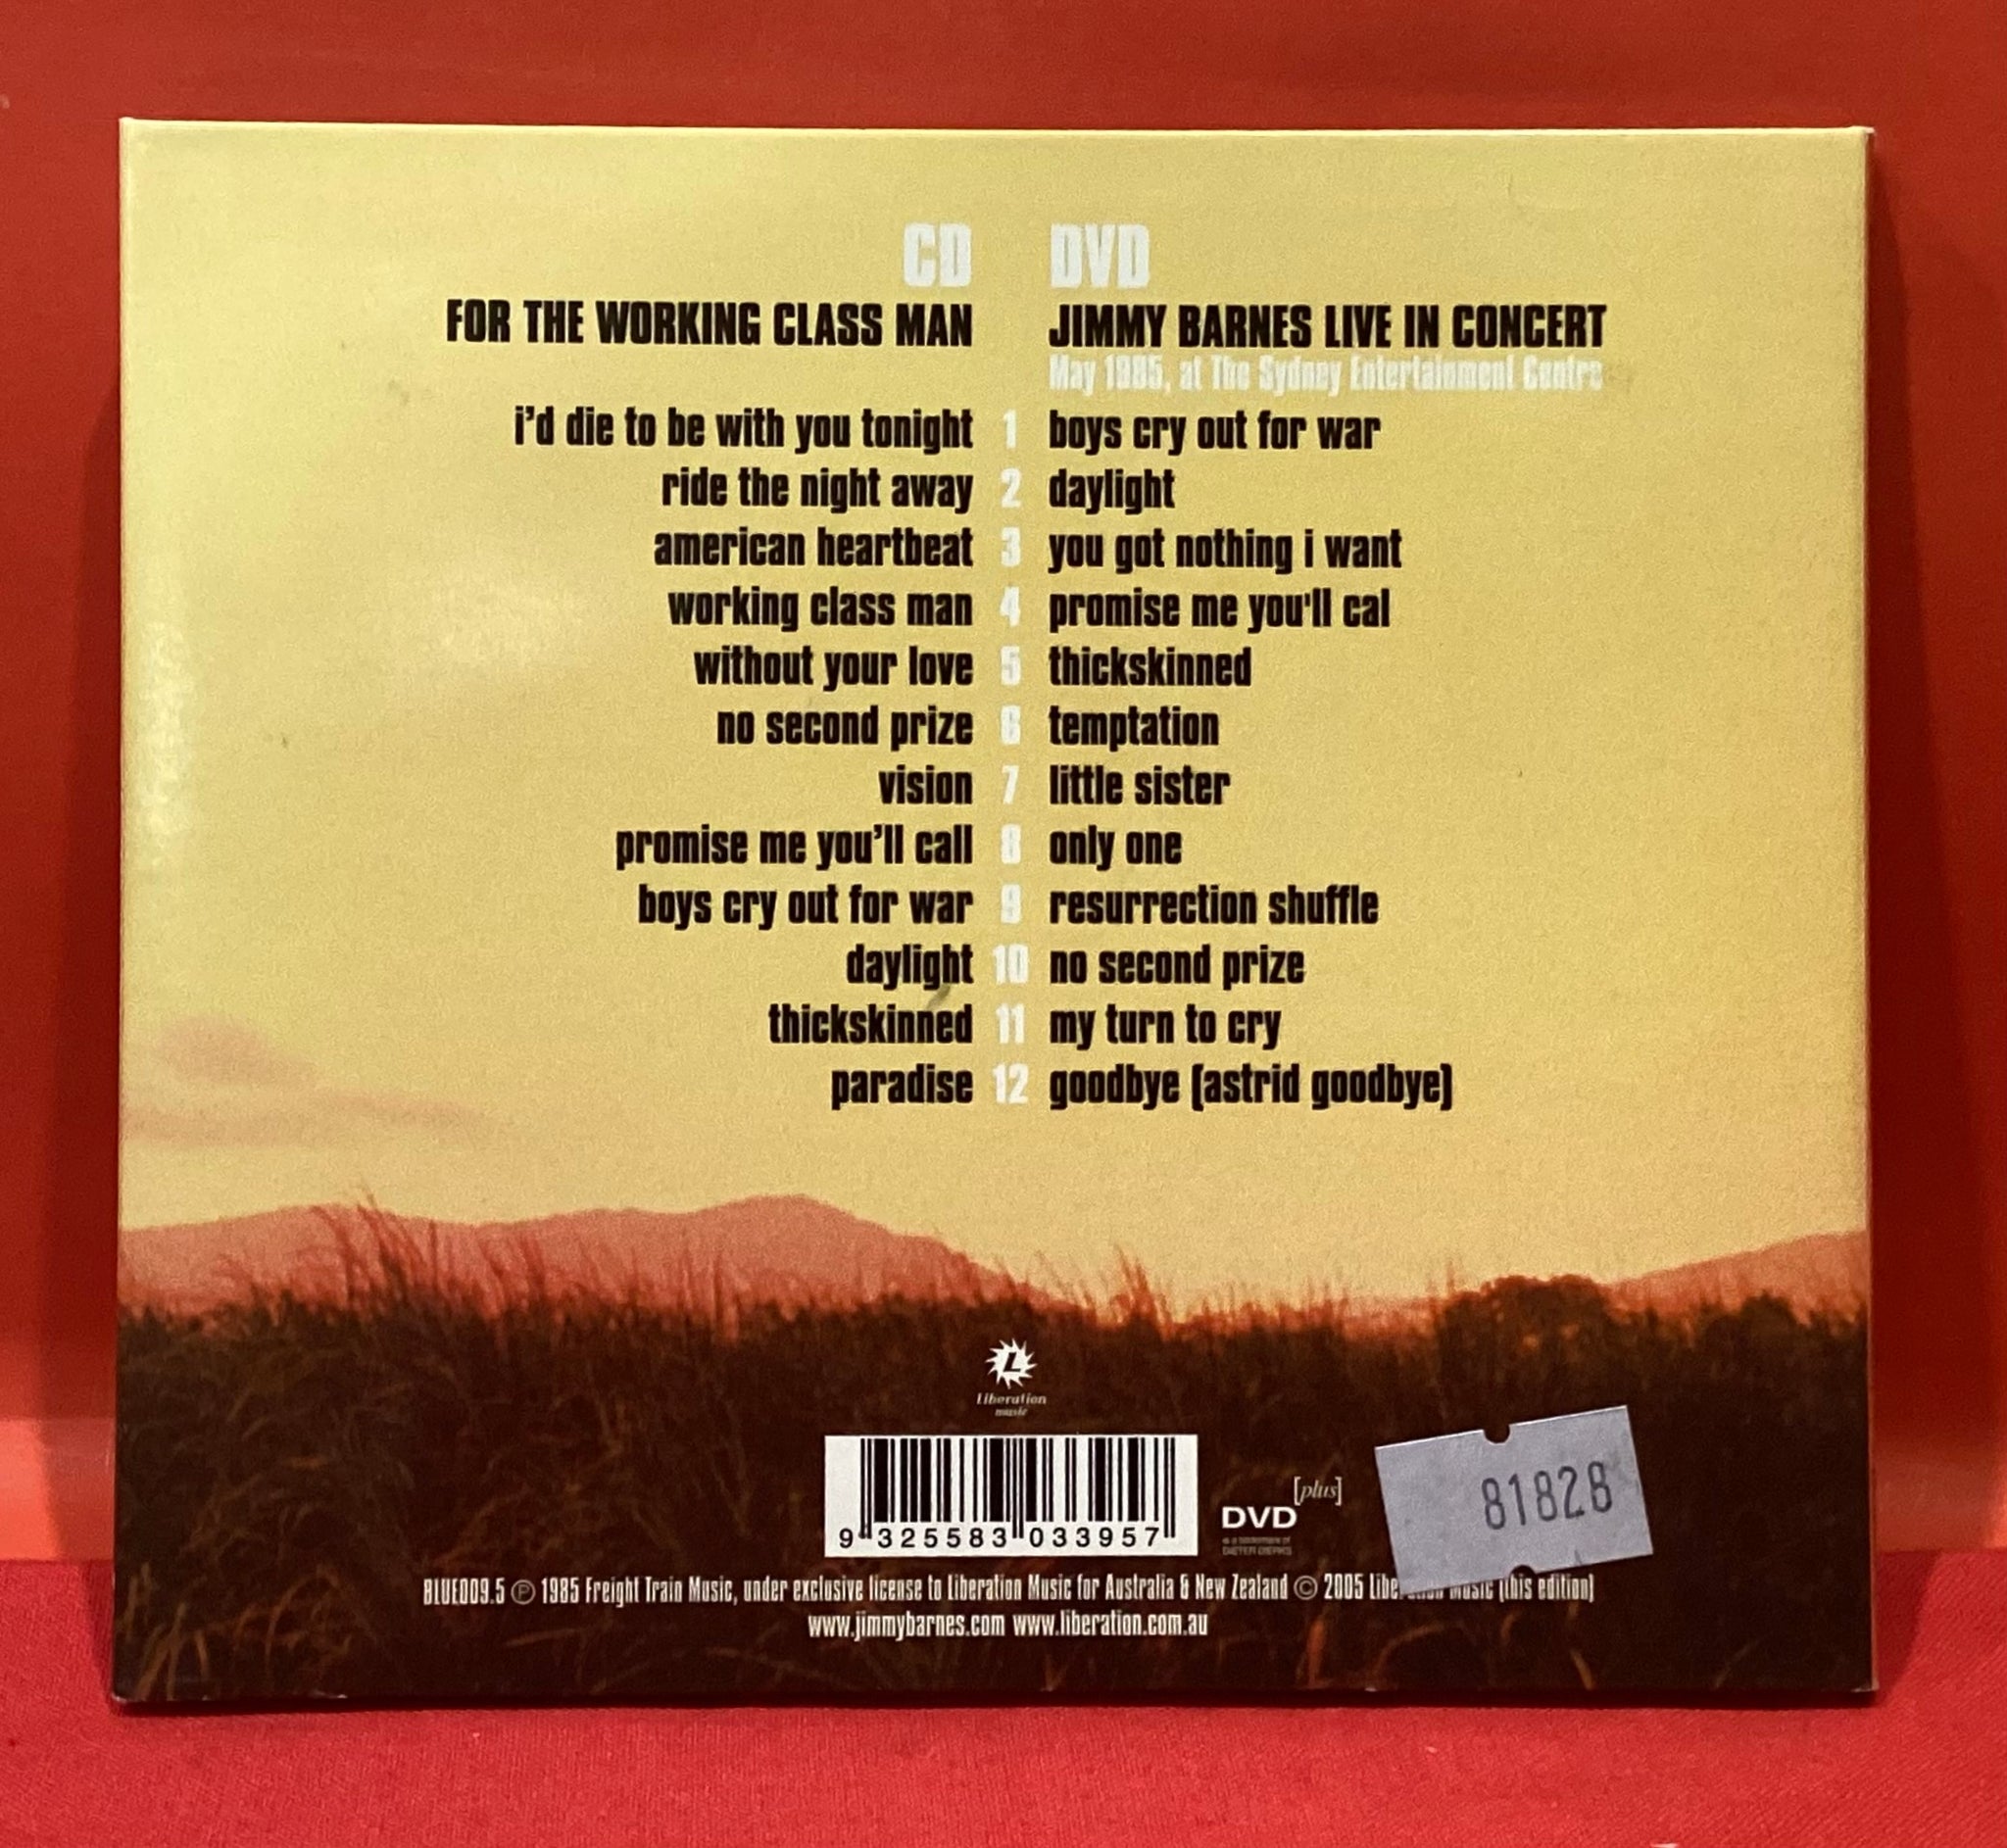 CD DVD
FOR THE WORKING CLASS MAN JIMMY BARNES LIVE IN CONCERT
May 1985, at The Sydney Entertainment Centre
i'd die to be with you tonight 1 boys cry out for war
ride the night away 2 daylight
american heartbeat 3 you got nothing i want
working class man 4 promise me you'll cal
without your love 5 thickskinned
no second prize 6 temptation
vision 7 little sister
promise me you'll call 8 only one
boys cry out for war 9 resurrection shuffle
daylight 10 no second prize
thickskinned 11 my turn to cry
paradise 12 goodbye (astrid goodbye)
L
Liberation
music
9 325583 033957
[plus]
DVD
is a trademark of
DIETER DIERKS
81828
BLUE009.5 ℗ 1985 Freight Train Music, under exclusive license to Liberation Music for Australia & New Zealand © 2005 Liberation Music (this edition)
www.jimmybarnes.com www.liberation.com.au